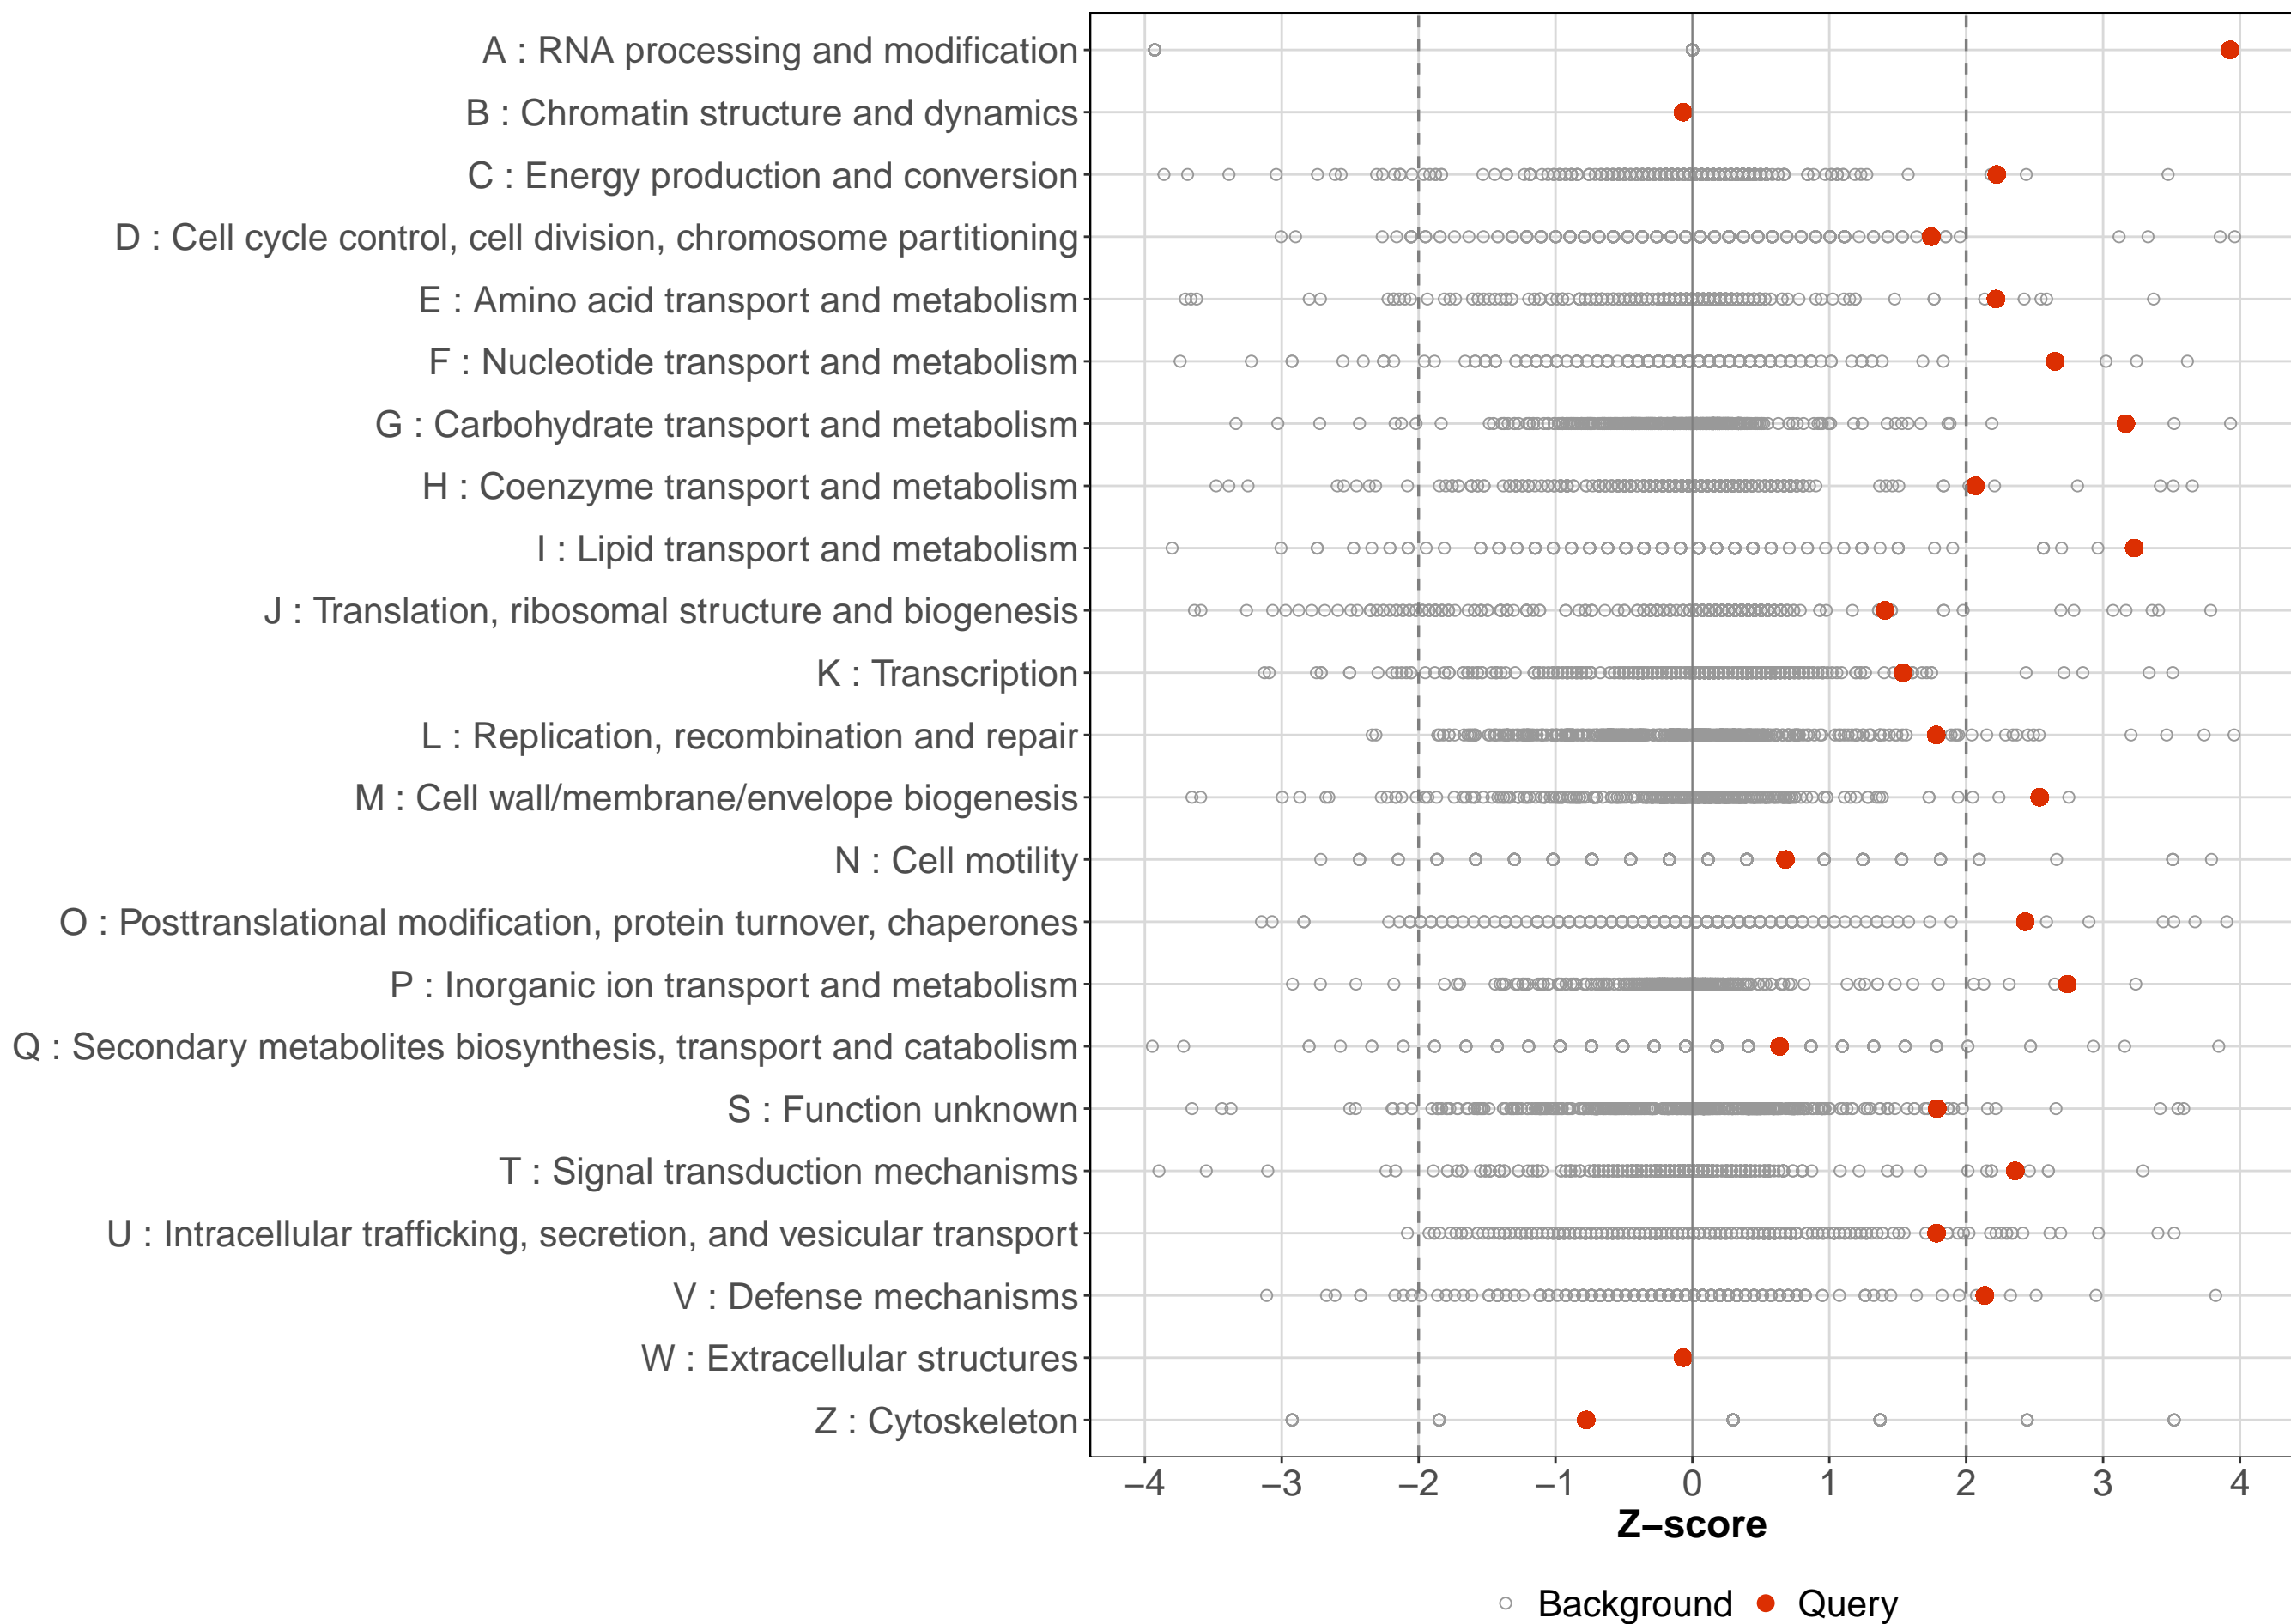 A : RNA processing and modification
B : Chromatin structure and dynamics
C : Energy production and conversion
D : Cell cycle control, cell division, chromosome partitioning
E : Amino acid transport and metabolism
F : Nucleotide transport and metabolism
G : Carbohydrate transport and metabolism
H : Coenzyme transport and metabolism
I : Lipid transport and metabolism
J : Translation, ribosomal structure and biogenesis
K : Transcription
L : Replication, recombination and repair
M : Cell wall/membrane/envelope biogenesis
N : Cell motility
O : Posttranslational modification, protein turnover, chaperones
P : Inorganic ion transport and metabolism
Q : Secondary metabolites biosynthesis, transport and catabolism
S : Function unknown
T : Signal transduction mechanisms
U : Intracellular trafficking, secretion, and vesicular transport
V : Defense mechanisms
W : Extracellular structures
Z : Cytoskeleton
−4 −3 −2 −1 0 1 2 3 4
Z−score
Background Query